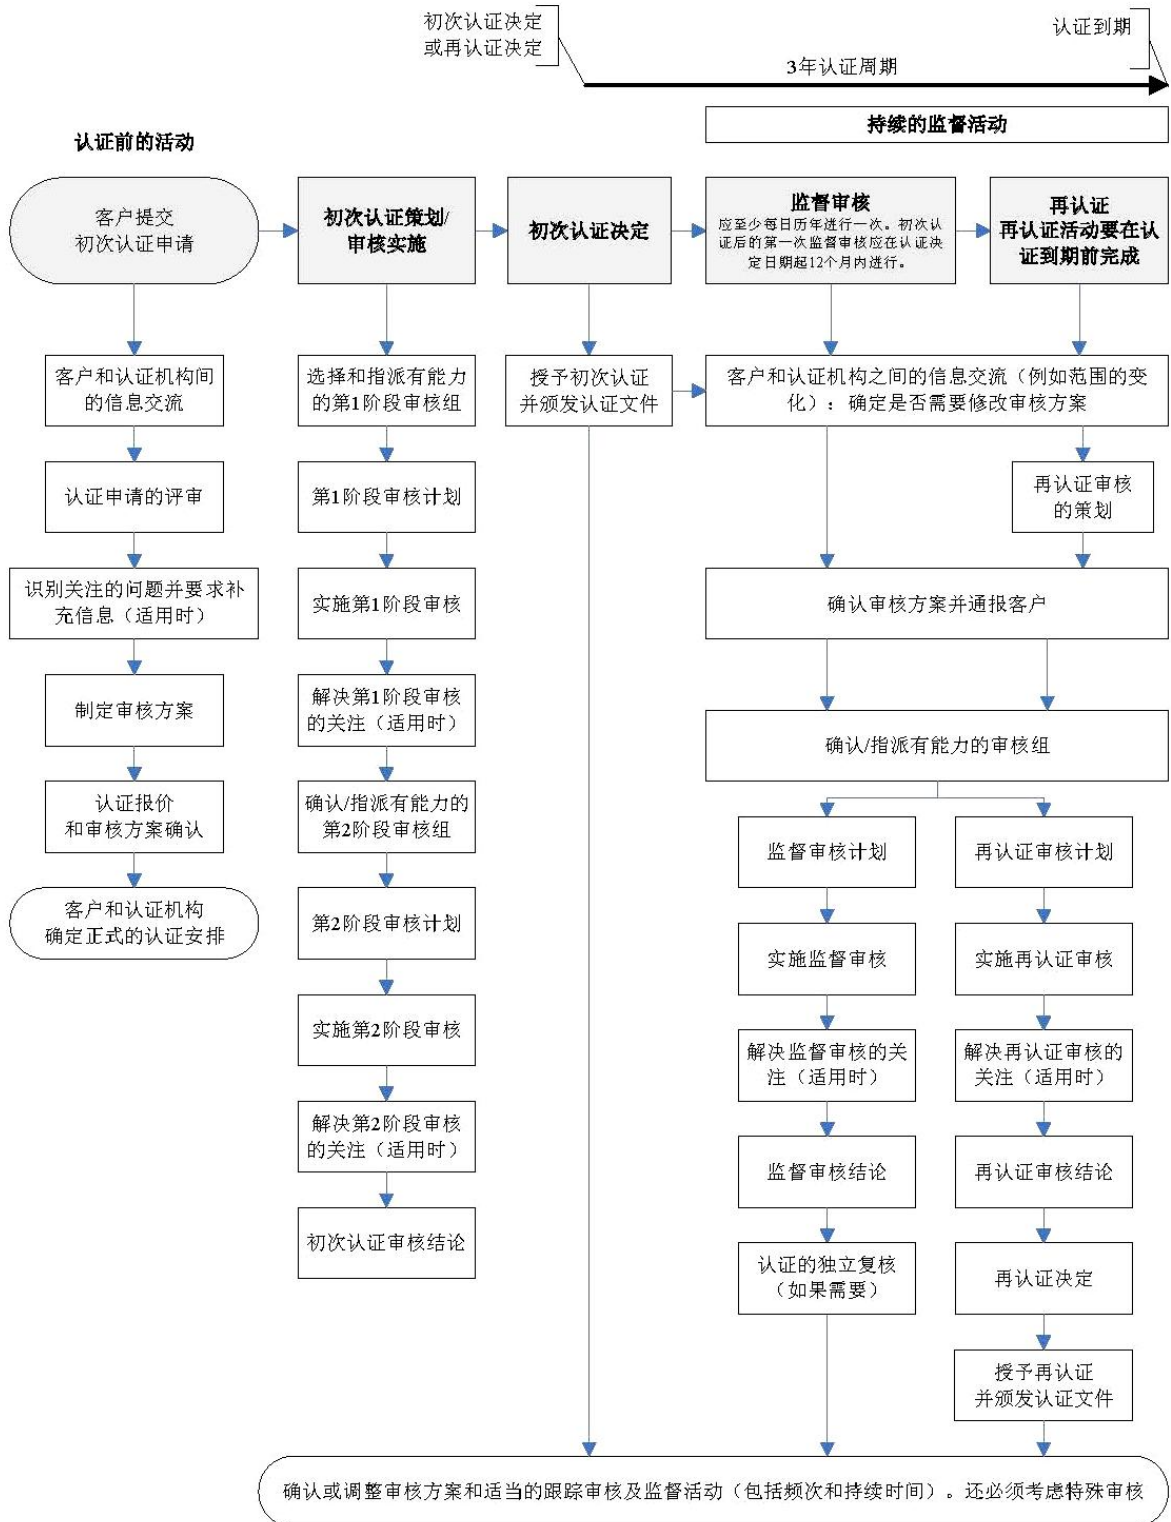 初次认证决定
或再认证决定
认证到期
3年认证周期
持续的监督活动
认证前的活动
客户提交
初次认证申请
初次认证策划/
审核实施
初次认证决定
监督审核
应至少每日历年进行一次。初次认
证后的第一次监督审核应在认证决
定日期起12个月内进行。
再认证
再认证活动要在认
证到期前完成
客户和认证机构间
的信息交流
认证申请的评审
识别关注的问题并要求补
充信息（适用时）
制定审核方案
认证报价
和审核方案确认
客户和认证机构
确定正式的认证安排
选择和指派有能力
的第1阶段审核组
第1阶段审核计划
实施第1阶段审核
解决第1阶段审核
的关注（适用时）
确认/指派有能力的
第2阶段审核组
第2阶段审核计划
实施第2阶段审核
解决第2阶段审核
的关注（适用时）
初次认证审核结论
授予初次认证
并颁发认证文件
客户和认证机构之间的信息交流（例如范围的变
化）：确定是否需要修改审核方案
再认证审核
的策划
确认审核方案并通报客户
确认/指派有能力的审核组
监督审核计划
实施监督审核
解决监督审核的关
注（适用时）
监督审核结论
认证的独立复核
（如果需要）
再认证审核计划
实施再认证审核
解决再认证审核的
关注（适用时）
再认证审核结论
再认证决定
授予再认证
并颁发认证文件
确认或调整审核方案和适当的跟踪审核及监督活动（包括频次和持续时间）。还必须考虑特殊审核